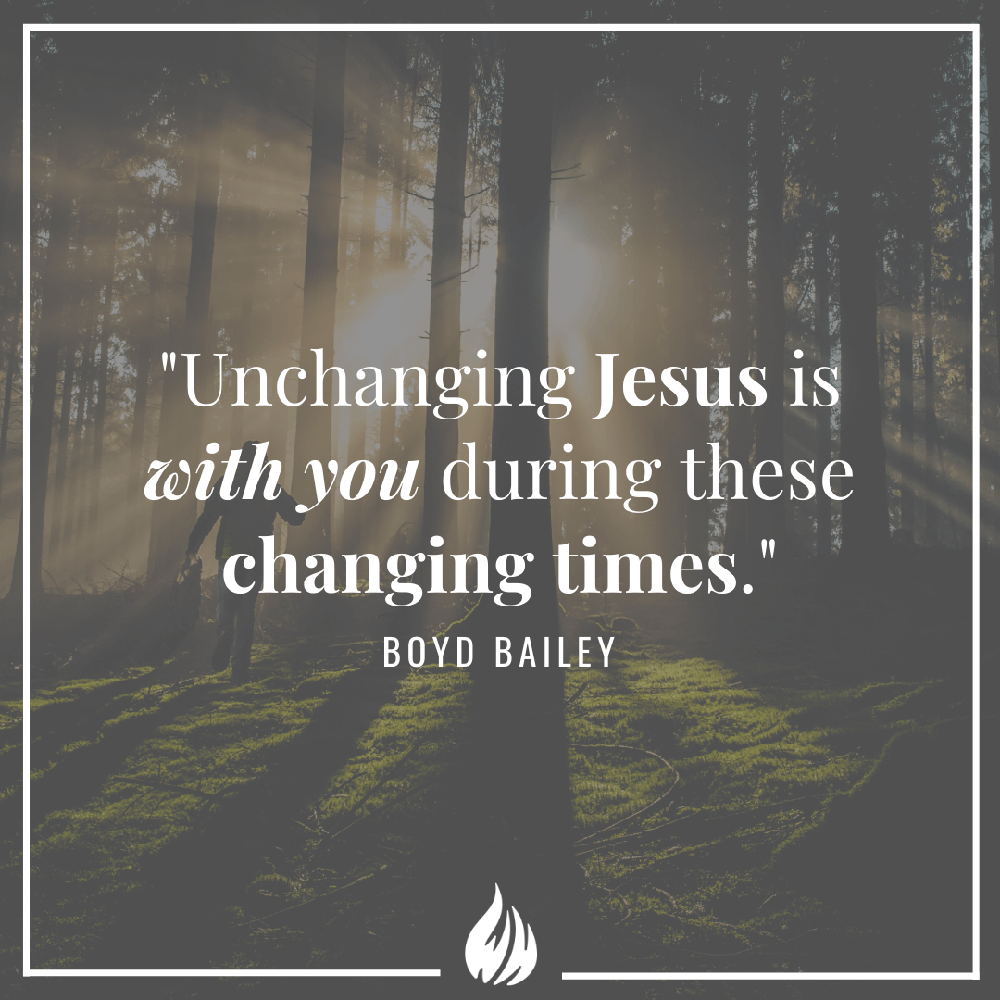 "Unchanging Jesus is
with you during these
changing times."
BOYD BAILEY